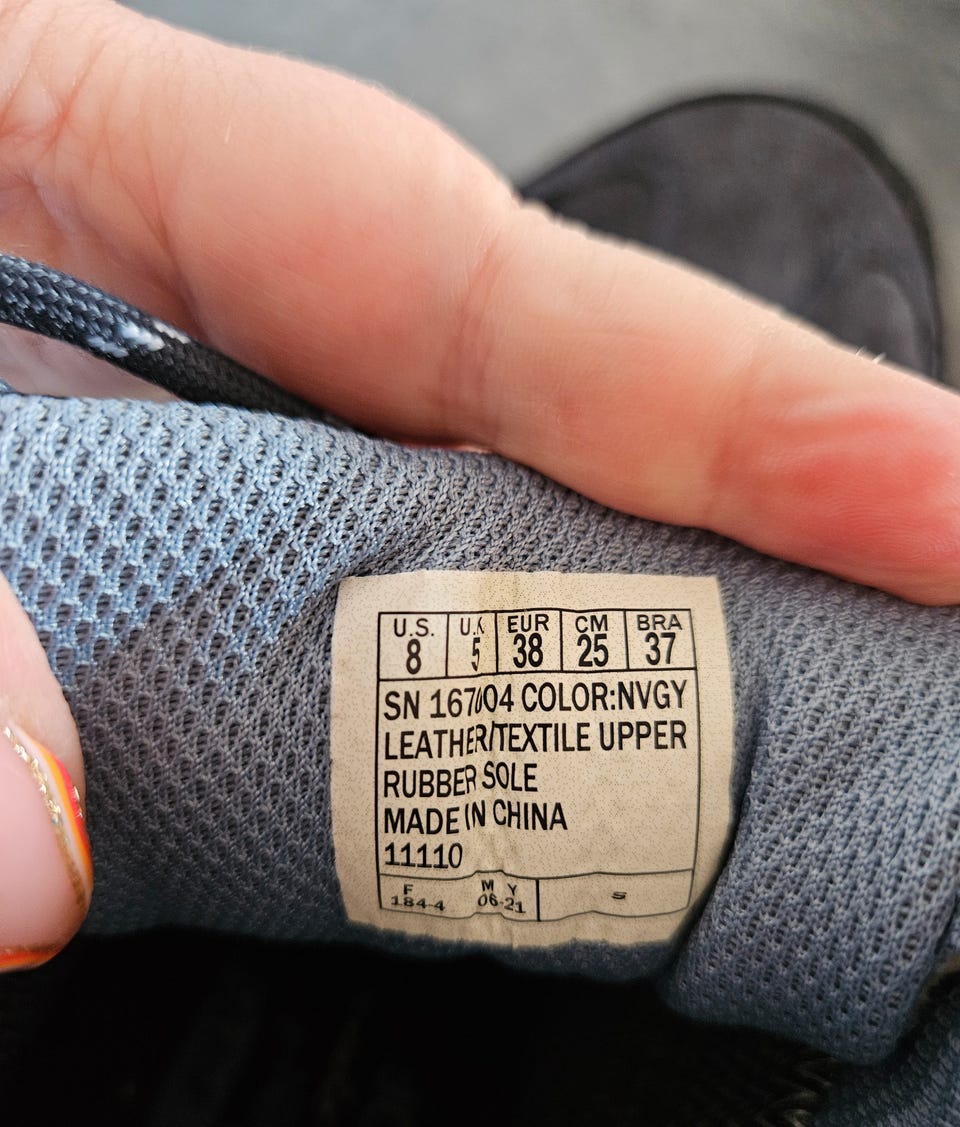 U.S. U.K EUR CM BRA
8 5 38 25 37
SN 167004 COLOR:NVGY
LEATHER/TEXTILE UPPER
RUBBER SOLE
MADE IN CHINA
11110
F M Y S
184-4 06-21